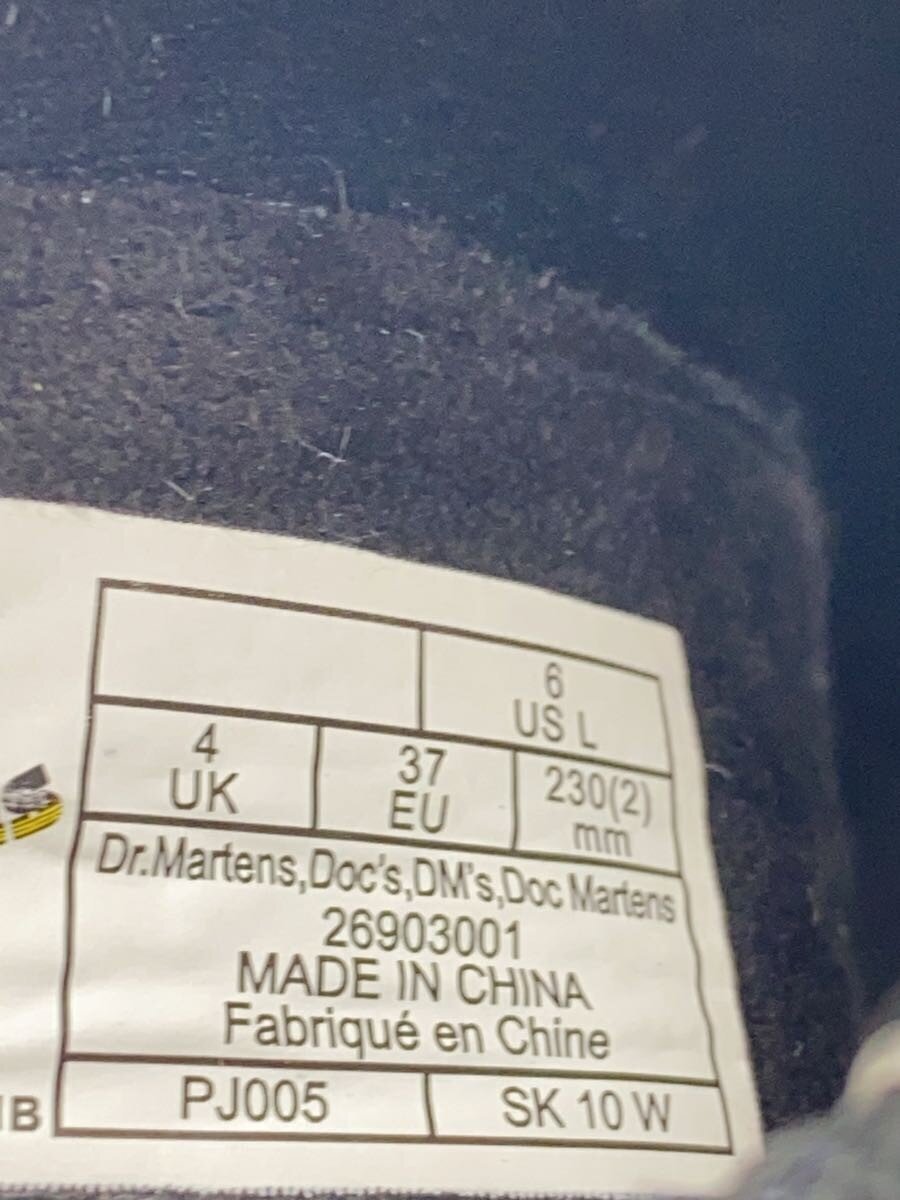 6
US L
4
UK
37
EU
230(2)
mm
Dr.Martens,Doc's,DM's,Doc Martens
26903001
MADE IN CHINA
Fabriqué en Chine
PJ005
SK 10 W